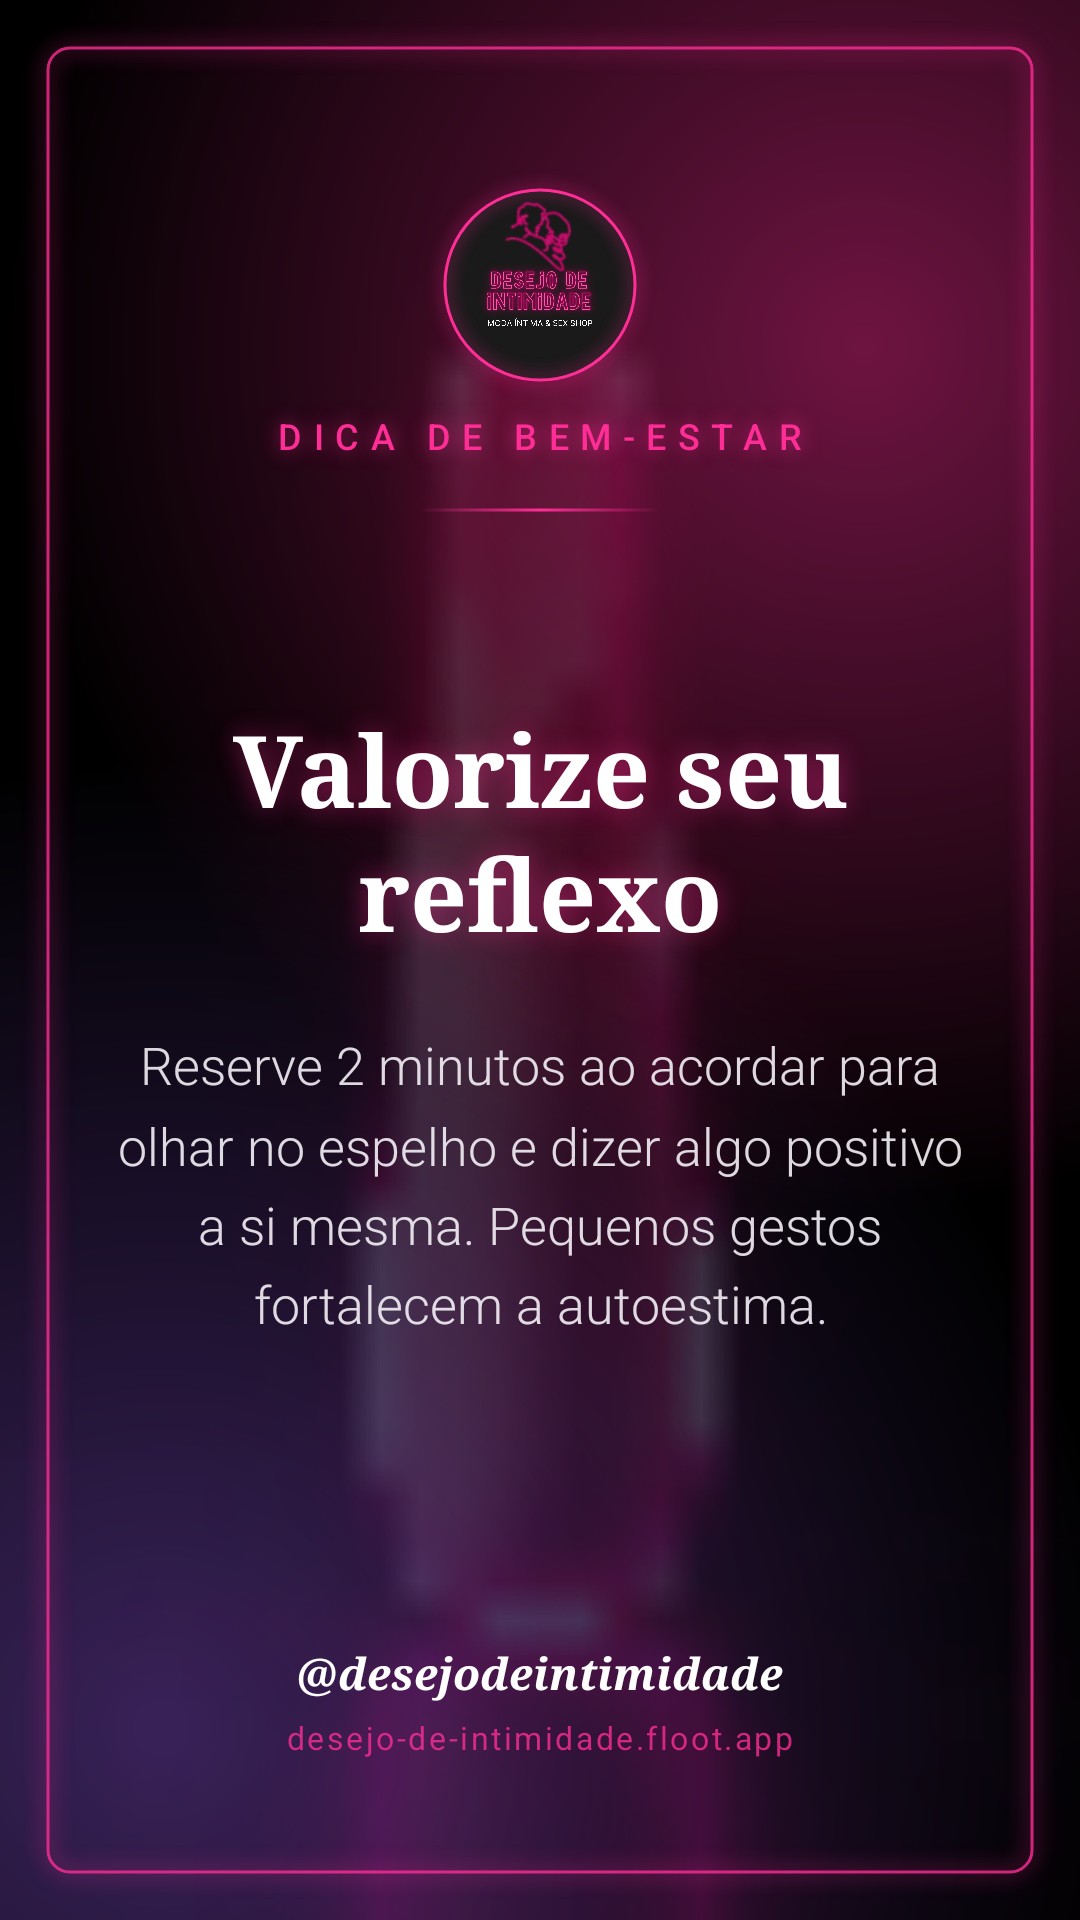 DESEJO DE
INTIMIDADE
MODA ÍNTIMA & SEX SHOP
DICA DE BEM-ESTAR
Valorize seu
reflexo
Reserve 2 minutos ao acordar para
olhar no espelho e dizer algo positivo
a si mesma. Pequenos gestos
fortalecem a autoestima.
@desejodeintimidade
desejo-de-intimidade.floot.app